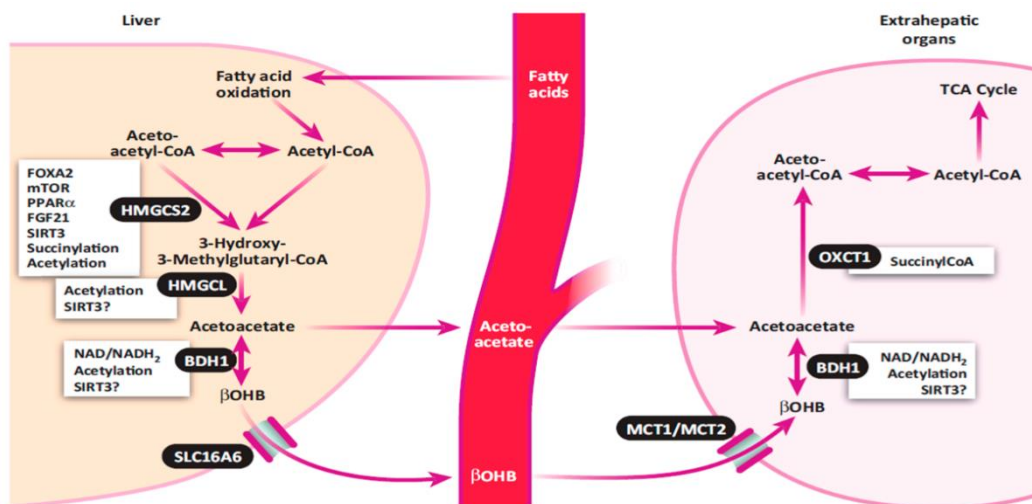 Liver
Fatty acid
oxidation
Aceto-
acetyl-CoA
Acetyl-CoA
FOXA2
mTOR
PPARα
FGF21
SIRT3
Succinylation
Acetylation
HMGCS2
3-Hydroxy-
3-Methylglutaryl-CoA
HMGCL
Acetylation
SIRT3?
Acetoacetate
NAD/NADH₂
Acetylation
SIRT3?
BDH1
βOHB
SLC16A6
Fatty
acids
Aceto-
acetate
βOHB
Extrahepatic
organs
TCA Cycle
Aceto-
acetyl-CoA
Acetyl-CoA
OXCT1
SuccinylCoA
Acetoacetate
BDH1
NAD/NADH₂
Acetylation
SIRT3?
βOHB
MCT1/MCT2